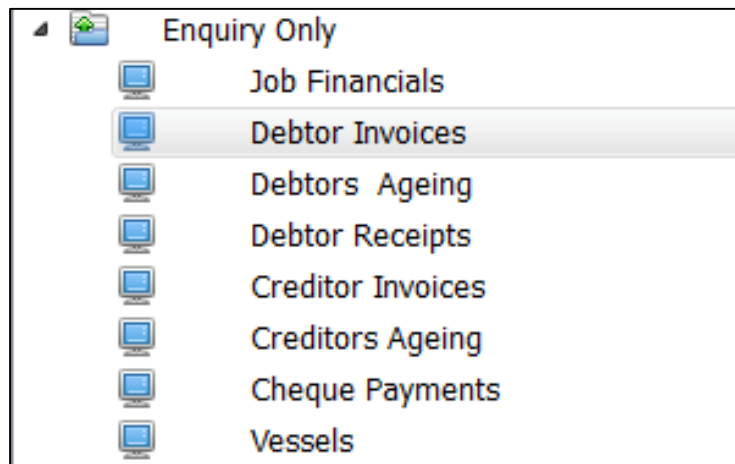 Enquiry Only
Job Financials
Debtor Invoices
Debtors  Ageing
Debtor Receipts
Creditor Invoices
Creditors Ageing
Cheque Payments
Vessels